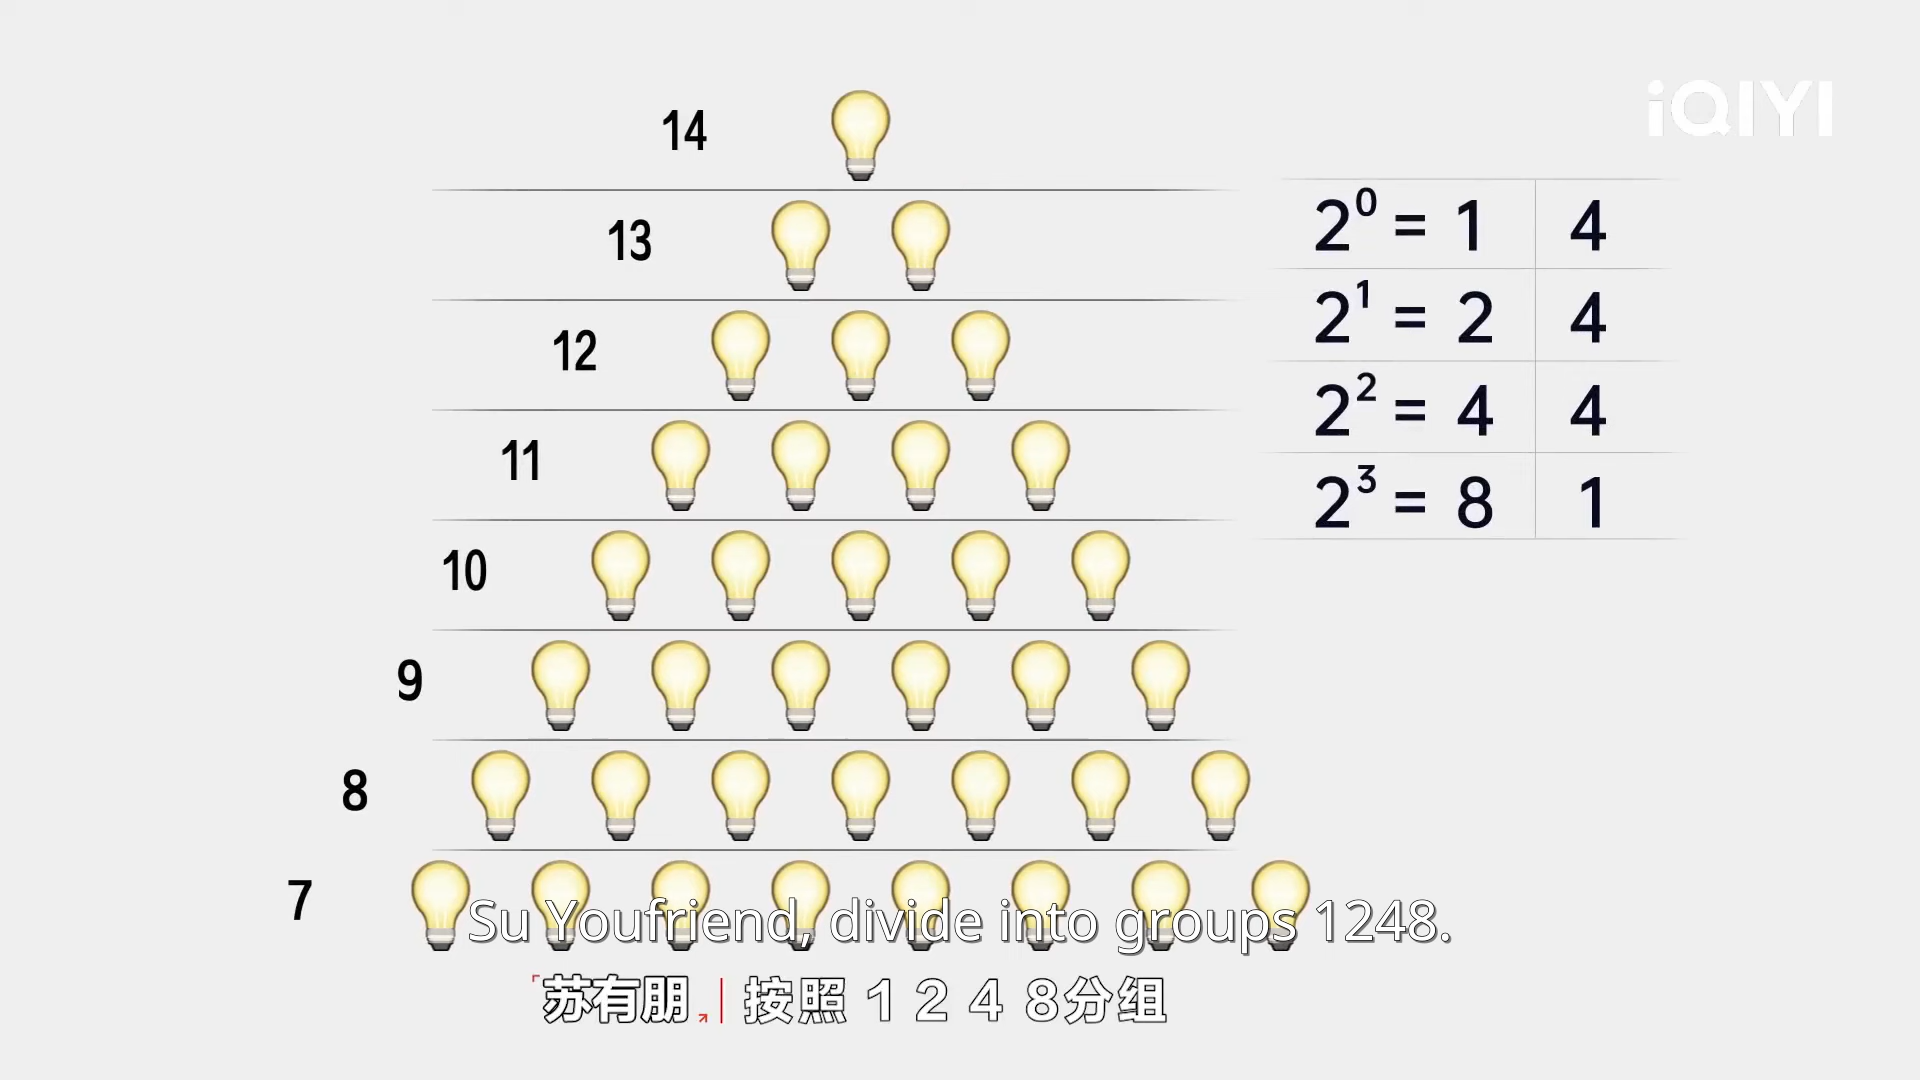 iQIYI
14
13
12
11
10
9
8
7
2⁰ = 1 4
2¹ = 2 4
2² = 4 4
2³ = 8 1
Su Youfriend, divide into groups 1248.
「苏有朋」 按照１２４８分组